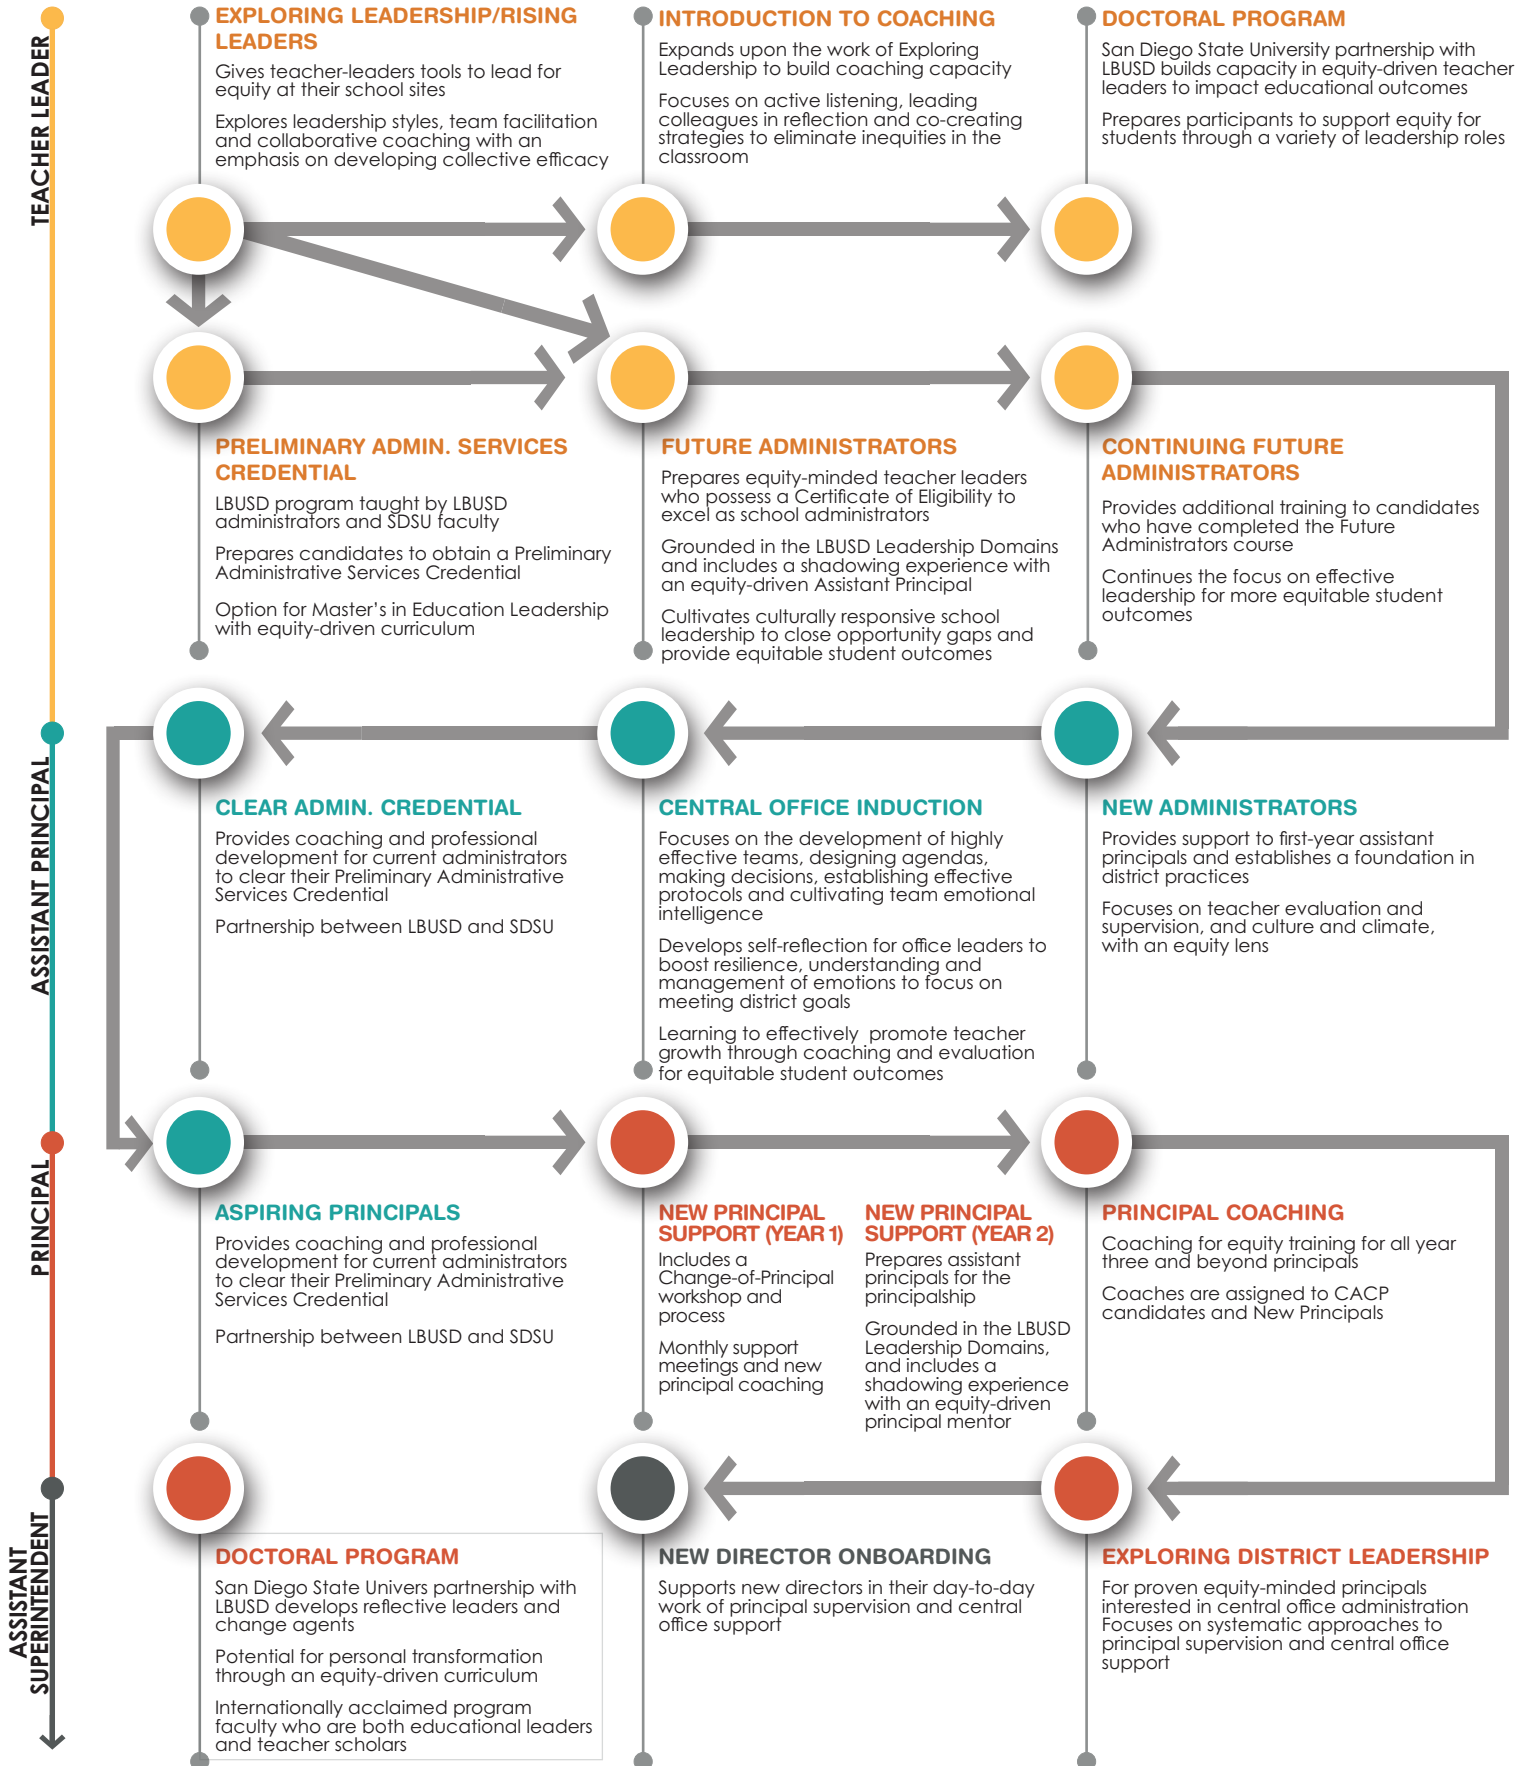 TEACHER LEADER
EXPLORING LEADERSHIP/RISING
LEADERS
Gives teacher-leaders tools to lead for
equity at their school sites
Explores leadership styles, team facilitation
and collaborative coaching with an
emphasis on developing collective efficacy
INTRODUCTION TO COACHING
Expands upon the work of Exploring
Leadership to build coaching capacity
Focuses on active listening, leading
colleagues in reflection and co-creating
strategies to eliminate inequities in the
classroom
DOCTORAL PROGRAM
San Diego State University partnership with
LBUSD builds capacity in equity-driven teacher
leaders to impact educational outcomes
Prepares participants to support equity for
students through a variety of leadership roles
PRELIMINARY ADMIN. SERVICES
CREDENTIAL
LBUSD program taught by LBUSD
administrators and SDSU faculty
Prepares candidates to obtain a Preliminary
Administrative Services Credential
Option for Master's in Education Leadership
with equity-driven curriculum
FUTURE ADMINISTRATORS
Prepares equity-minded teacher leaders
who possess a Certificate of Eligibility to
excel as school administrators
Grounded in the LBUSD Leadership Domains
and includes a shadowing experience with
an equity-driven Assistant Principal
Cultivates culturally responsive school
leadership to close opportunity gaps and
provide equitable student outcomes
CONTINUING FUTURE
ADMINISTRATORS
Provides additional training to candidates
who have completed the Future
Administrators course
Continues the focus on effective
leadership for more equitable student
outcomes
ASSISTANT PRINCIPAL
CLEAR ADMIN. CREDENTIAL
Provides coaching and professional
development for current administrators
to clear their Preliminary Administrative
Services Credential
Partnership between LBUSD and SDSU
CENTRAL OFFICE INDUCTION
Focuses on the development of highly
effective teams, designing agendas,
making decisions, establishing effective
protocols and cultivating team emotional
intelligence
Develops self-reflection for office leaders to
boost resilience, understanding and
management of emotions to focus on
meeting district goals
Learning to effectively promote teacher
growth through coaching and evaluation
for equitable student outcomes
NEW ADMINISTRATORS
Provides support to first-year assistant
principals and establishes a foundation in
district practices
Focuses on teacher evaluation and
supervision, and culture and climate,
with an equity lens
PRINCIPAL
ASPIRING PRINCIPALS
Provides coaching and professional
development for current administrators
to clear their Preliminary Administrative
Services Credential
Partnership between LBUSD and SDSU
NEW PRINCIPAL
SUPPORT (YEAR 1)
Includes a
Change-of-Principal
workshop and
process
Monthly support
meetings and new
principal coaching
NEW PRINCIPAL
SUPPORT (YEAR 2)
Prepares assistant
principals for the
principalship
Grounded in the LBUSD
Leadership Domains,
and includes a
shadowing experience
with an equity-driven
principal mentor
PRINCIPAL COACHING
Coaching for equity training for all year
three and beyond principals
Coaches are assigned to CACP
candidates and New Principals
ASSISTANT
SUPERINTENDENT
DOCTORAL PROGRAM
San Diego State Univers partnership with
LBUSD develops reflective leaders and
change agents
Potential for personal transformation
through an equity-driven curriculum
Internationally acclaimed program
faculty who are both educational leaders
and teacher scholars
NEW DIRECTOR ONBOARDING
Supports new directors in their day-to-day
work of principal supervision and central
office support
EXPLORING DISTRICT LEADERSHIP
For proven equity-minded principals
interested in central office administration
Focuses on systematic approaches to
principal supervision and central office
support